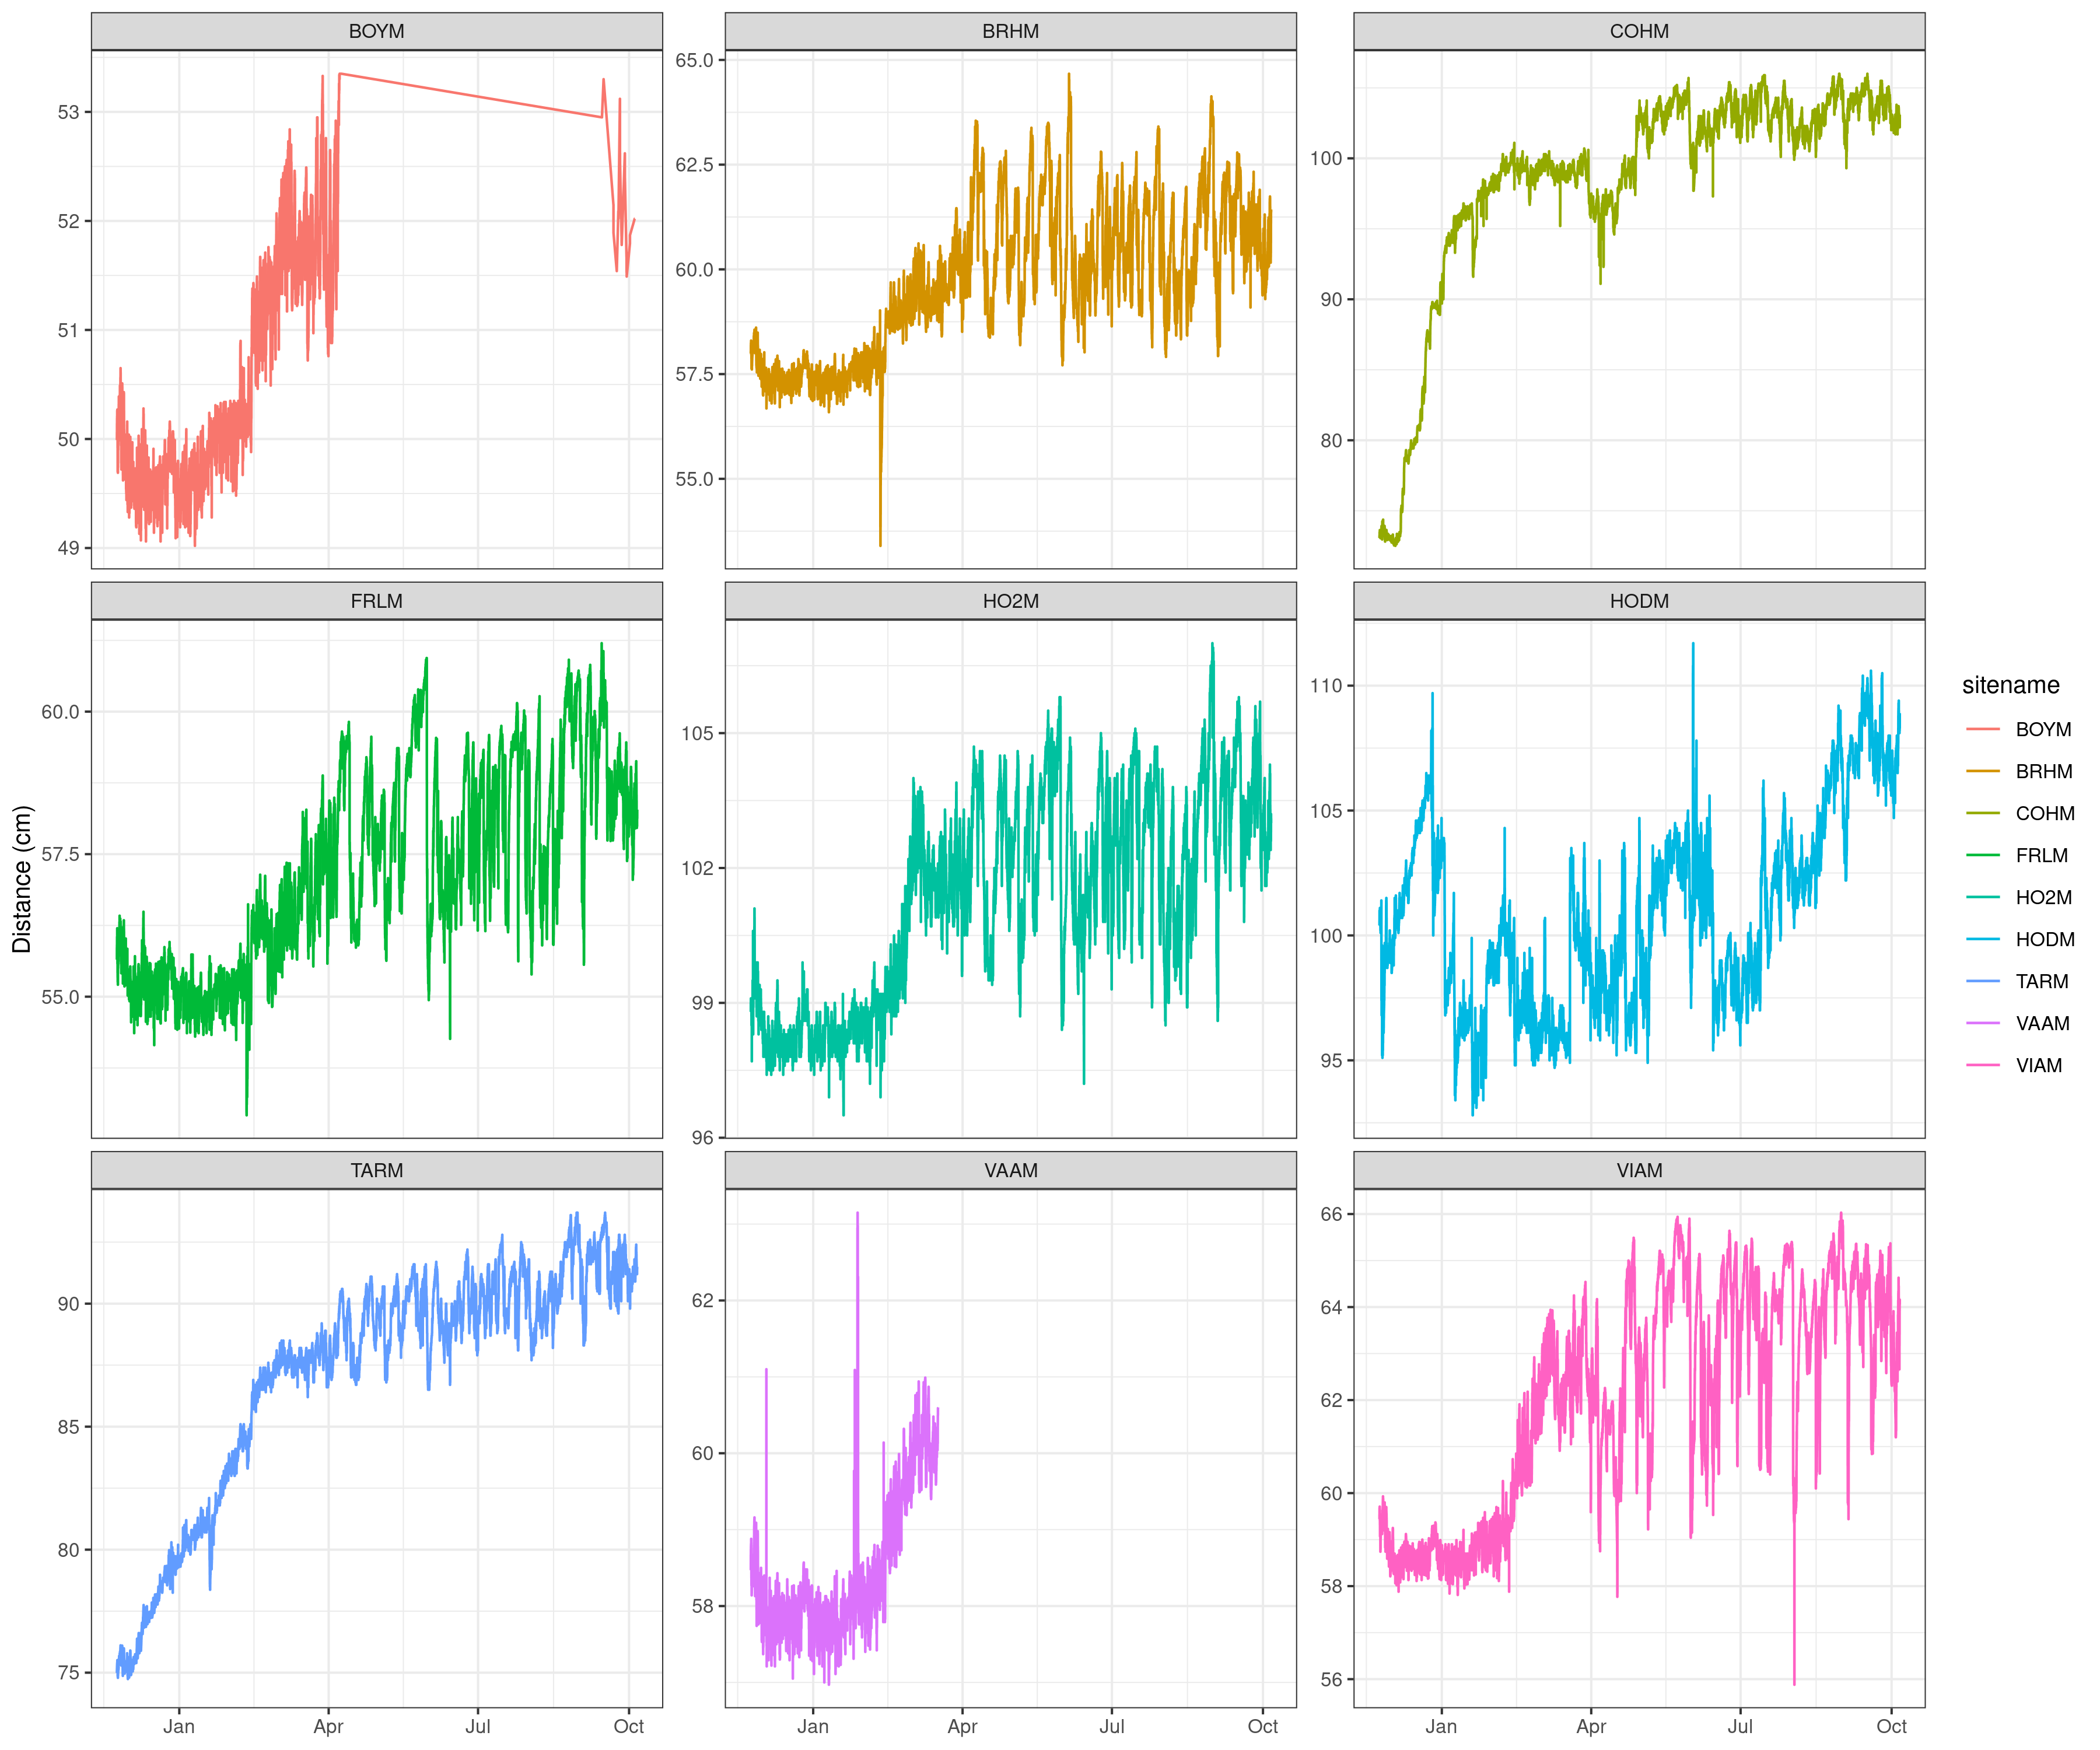 BOYM
BRHM
COHM
53
52
51
50
49
65.0
62.5
60.0
57.5
55.0
100
90
80
FRLM
HO2M
HODM
60.0
57.5
55.0
105
102
99
96
110
105
100
95
TARM
VAAM
VIAM
90
85
80
75
62
60
58
66
64
62
60
58
56
Jan Apr Jul Oct
Jan Apr Jul Oct
Jan Apr Jul Oct
Distance (cm)
sitename
BOYM
BRHM
COHM
FRLM
HO2M
HODM
TARM
VAAM
VIAM